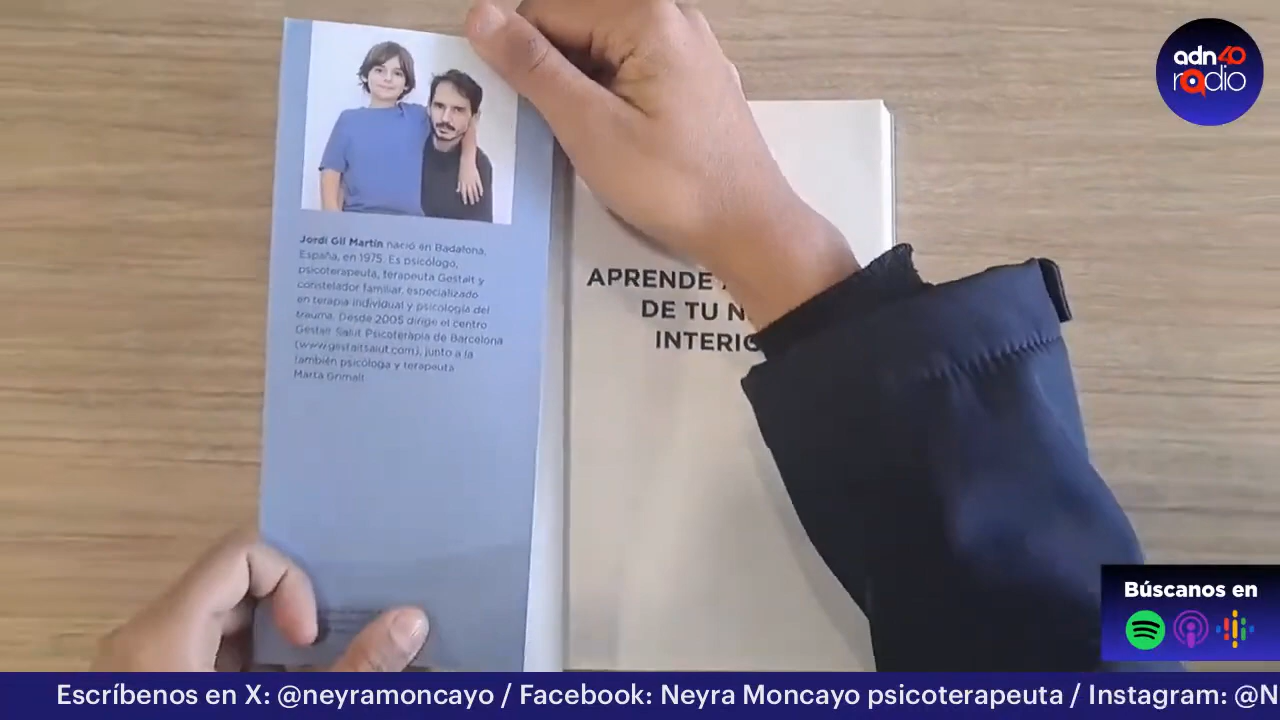 adn40
radio
Jordi Gil Martín nació en Badalona,
España, en 1975. Es psicólogo,
psicoterapeuta, terapeuta Gestalt y
constelador familiar, especializado
en terapia individual y psicología del
trauma. Desde 2005 dirige el centro
Gestalt Salut Psicoteràpia de Barcelona
(www.gestaltsalut.com), junto a la
también psicóloga y terapeuta
Marta Grimalt
APRENDE
DE TU
INTERIO
Búscanos en
Escríbenos en X: @neyramoncayo / Facebook: Neyra Moncayo psicoterapeuta / Instagram: @N